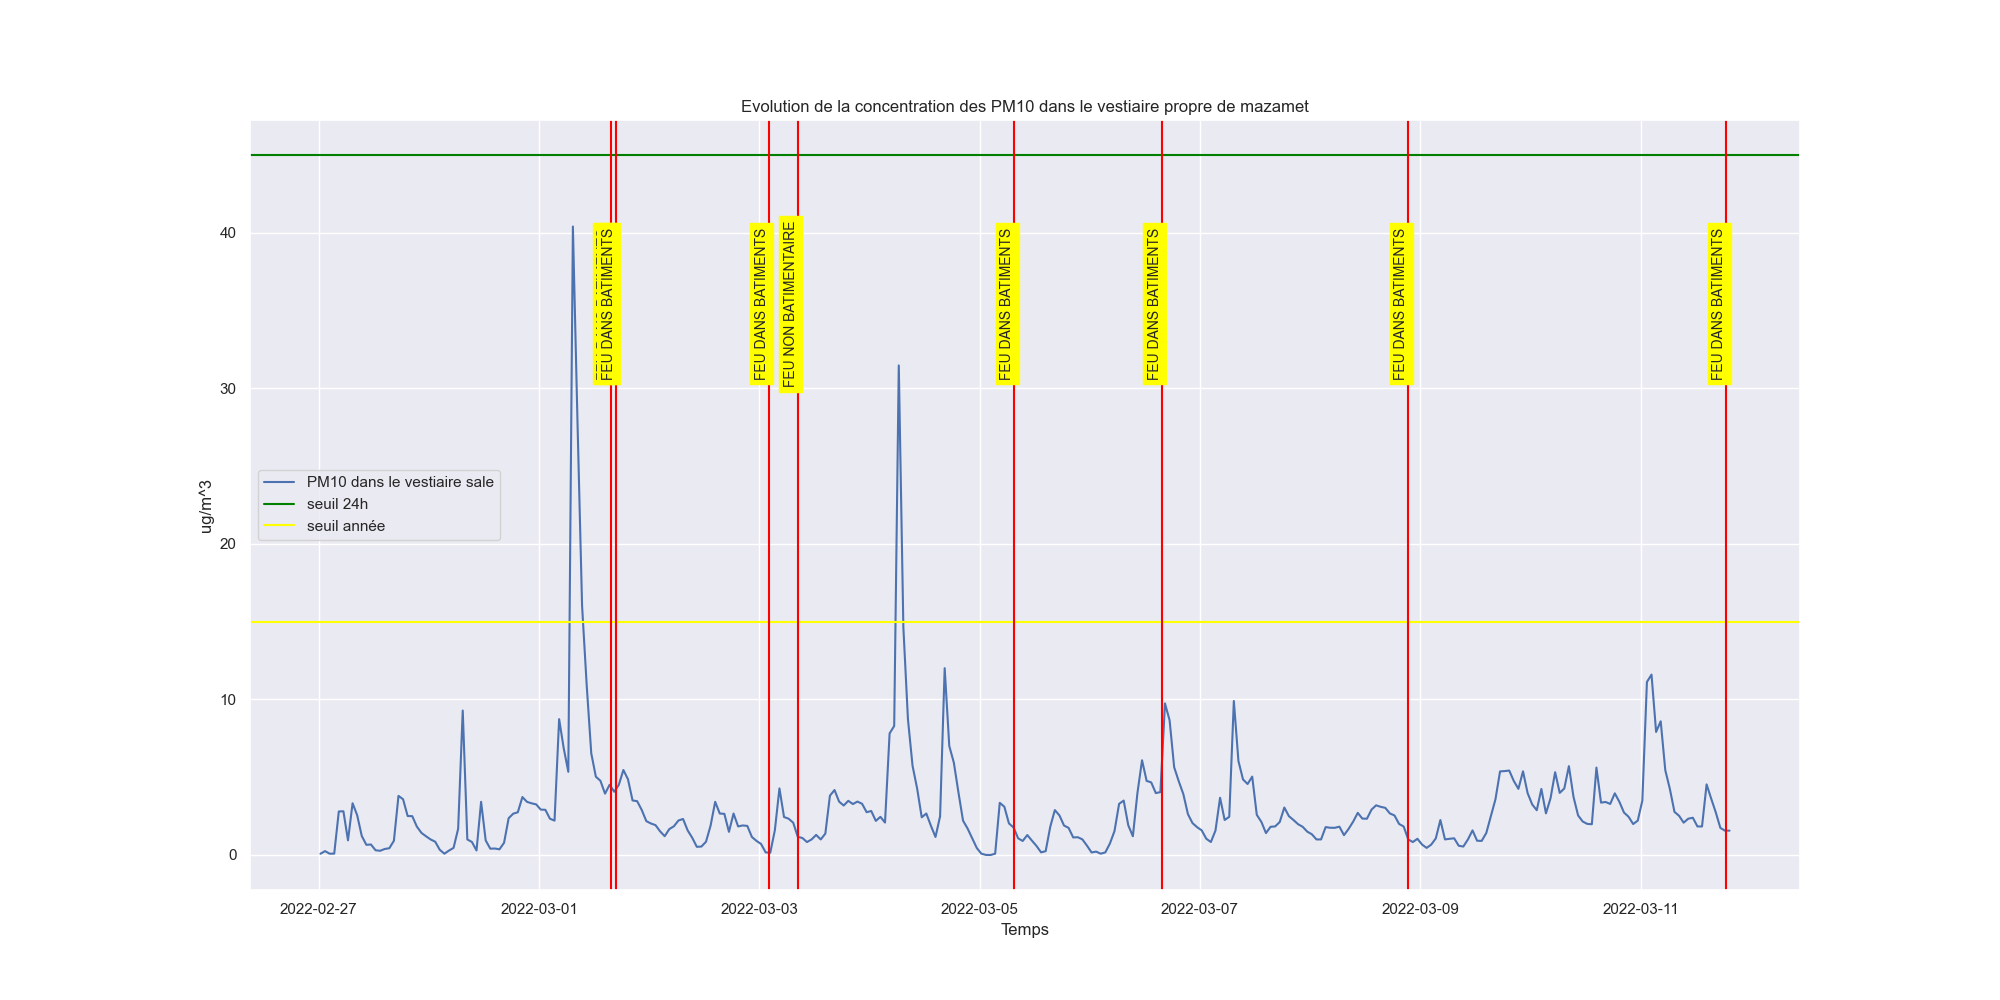 Evolution de la concentration des PM10 dans le vestiaire propre de mazamet
ug/m^3
40
30
20
10
0
FEU DANS BATIMENTS
FEU DANS BATIMENTS
FEU NON BATIMENTAIRE
FEU DANS BATIMENTS
FEU DANS BATIMENTS
FEU DANS BATIMENTS
FEU DANS BATIMENTS
PM10 dans le vestiaire sale
seuil 24h
seuil année
2022-02-27
2022-03-01
2022-03-03
2022-03-05
2022-03-07
2022-03-09
2022-03-11
Temps